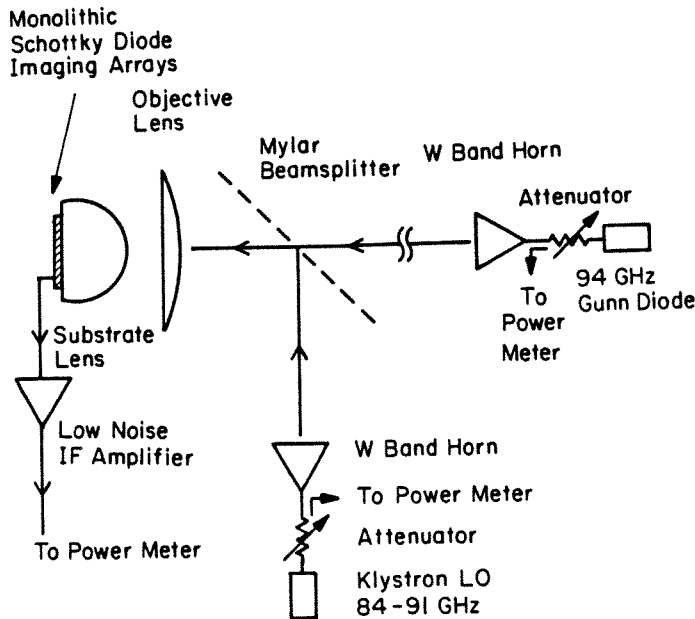 Monolithic
Schottky Diode
Imaging Arrays
Objective
Lens
Mylar
Beamsplitter
W Band Horn
Attenuator
94 GHz
Gunn Diode
To
Power
Meter
Substrate
Lens
Low Noise
IF Amplifier
To Power Meter
W Band Horn
To Power Meter
Attenuator
Klystron LO
84-91 GHz